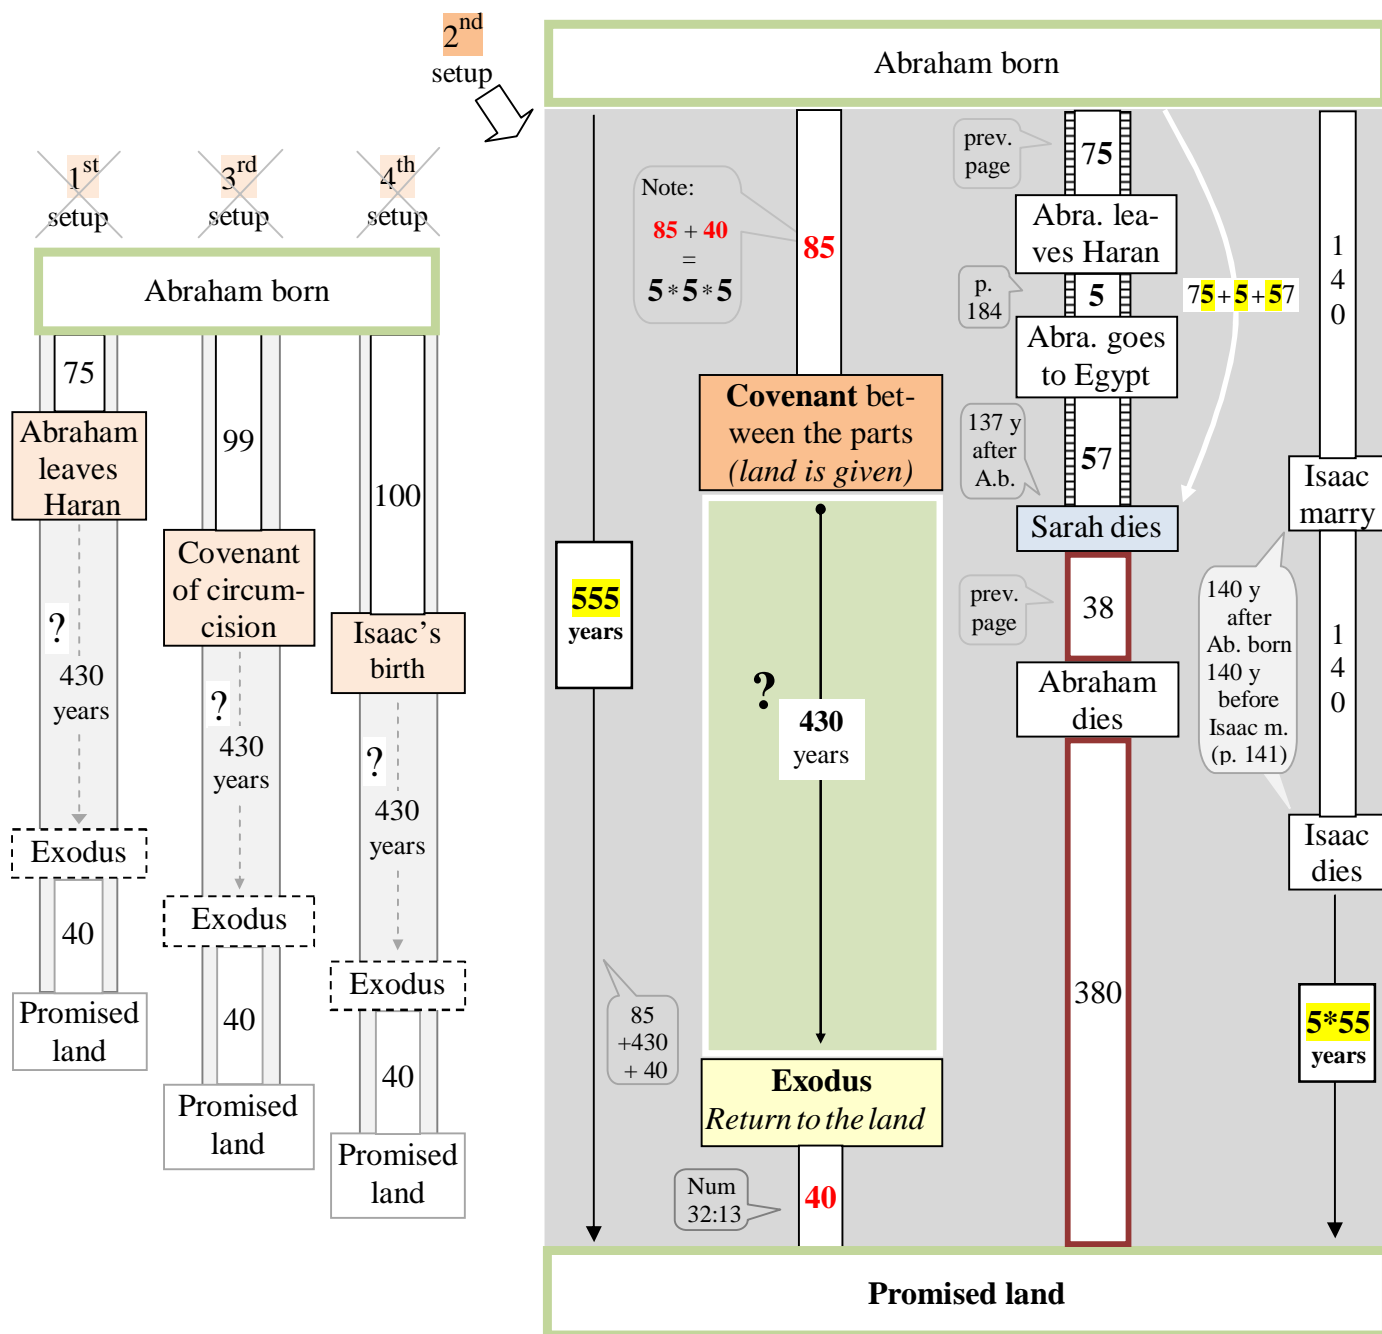 2nd
setup
1st
setup
3rd
setup
4th
setup
Abraham born
75
Abraham
leaves
Haran
?
430
years
Exodus
40
Promised
land
99
Covenant
of circum-
cision
?
430
years
Exodus
40
Promised
land
100
Isaac’s
birth
?
430
years
Exodus
40
Promised
land
Abraham born
555
years
85
+430
+ 40
Note:
85 + 40
=
5*5*5
85
Covenant bet-
ween the parts
(land is given)
?
430
years
Exodus
Return to the land
Num
32:13
40
prev.
page
75
Abra. lea-
ves Haran
p.
184
5
Abra. goes
to Egypt
137 y
after
A.b.
57
75+5+57
Sarah dies
prev.
page
38
Abraham
dies
380
1
4
0
Isaac
marry
140 y
after
Ab. born
140 y
before
Isaac m.
(p. 141)
1
4
0
Isaac
dies
5*55
years
Promised land